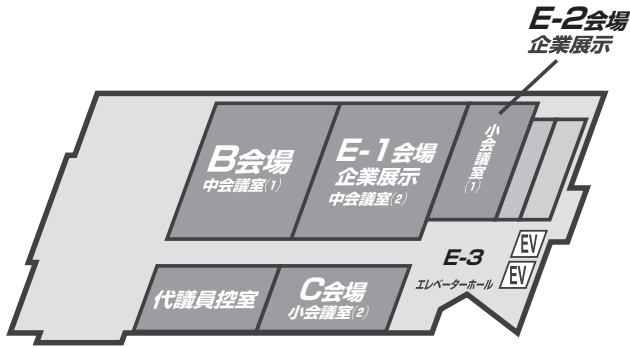 E-2会場
企業展示
B会場
中会議室(1)
E-1会場
企業展示
中会議室(2)
小会議室(1)
E-3
エレベーターホール
EV
EV
代議員控室
C会場
小会議室(2)